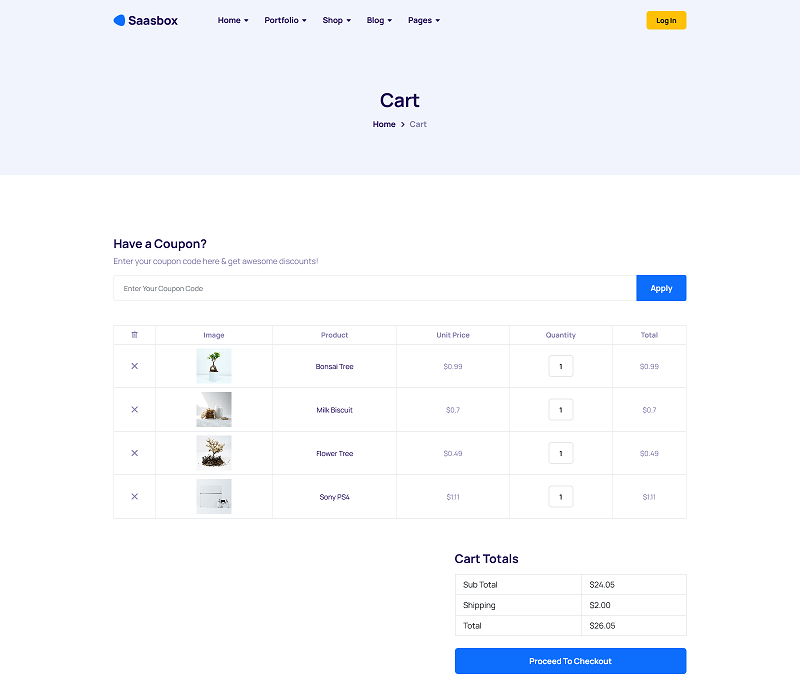 Saasbox Home Portfolio Shop Blog Pages Log In
Cart
Home > Cart
Have a Coupon?
Enter your coupon code here & get awesome discounts!
Enter Your Coupon Code Apply
Image Product Unit Price Quantity Total
Bonsai Tree $0.99 1 $0.99
Milk Biscuit $0.7 1 $0.7
Flower Tree $0.49 1 $0.49
Sony PS4 $1.11 1 $1.11
Cart Totals
Sub Total $24.05
Shipping $2.00
Total $26.05
Proceed To Checkout